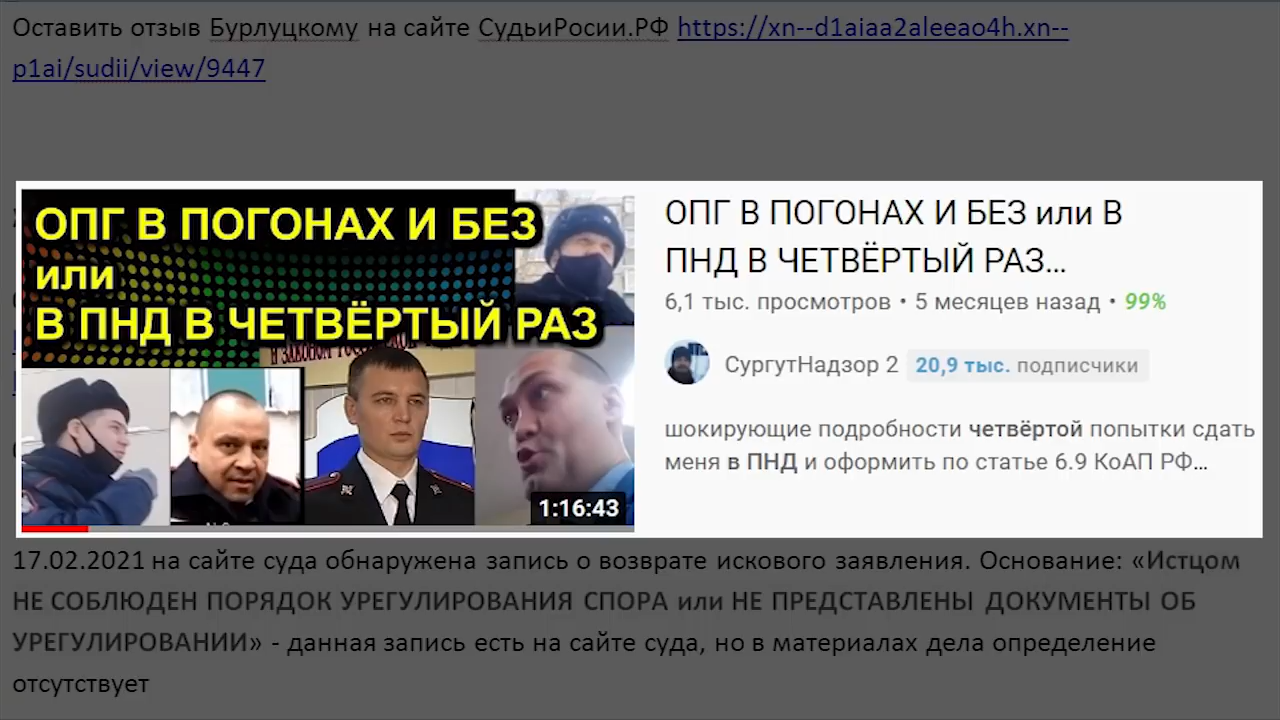 Оставить отзыв Бурлуцкому на сайте СудьиРосии.РФ https://xn--d1aiaa2aleeao4h.xn--
p1ai/sudii/view/9447
ОПГ В ПОГОНАХ И БЕЗ
или
В ПНД В ЧЕТВЁРТЫЙ РАЗ
1:16:43
ОПГ В ПОГОНАХ И БЕЗ или В
ПНД В ЧЕТВЁРТЫЙ РАЗ...
6,1 тыс. просмотров • 5 месяцев назад • 99%
СургутНадзор 2 20,9 тыс. подписчики
шокирующие подробности четвёртой попытки сдать
меня в ПНД и оформить по статье 6.9 КоАП РФ...
17.02.2021 на сайте суда обнаружена запись о возврате искового заявления. Основание: «Истцом
НЕ СОБЛЮДЕН ПОРЯДОК УРЕГУЛИРОВАНИЯ СПОРА или НЕ ПРЕДСТАВЛЕНЫ ДОКУМЕНТЫ ОБ
УРЕГУЛИРОВАНИИ» - данная запись есть на сайте суда, но в материалах дела определение
отсутствует